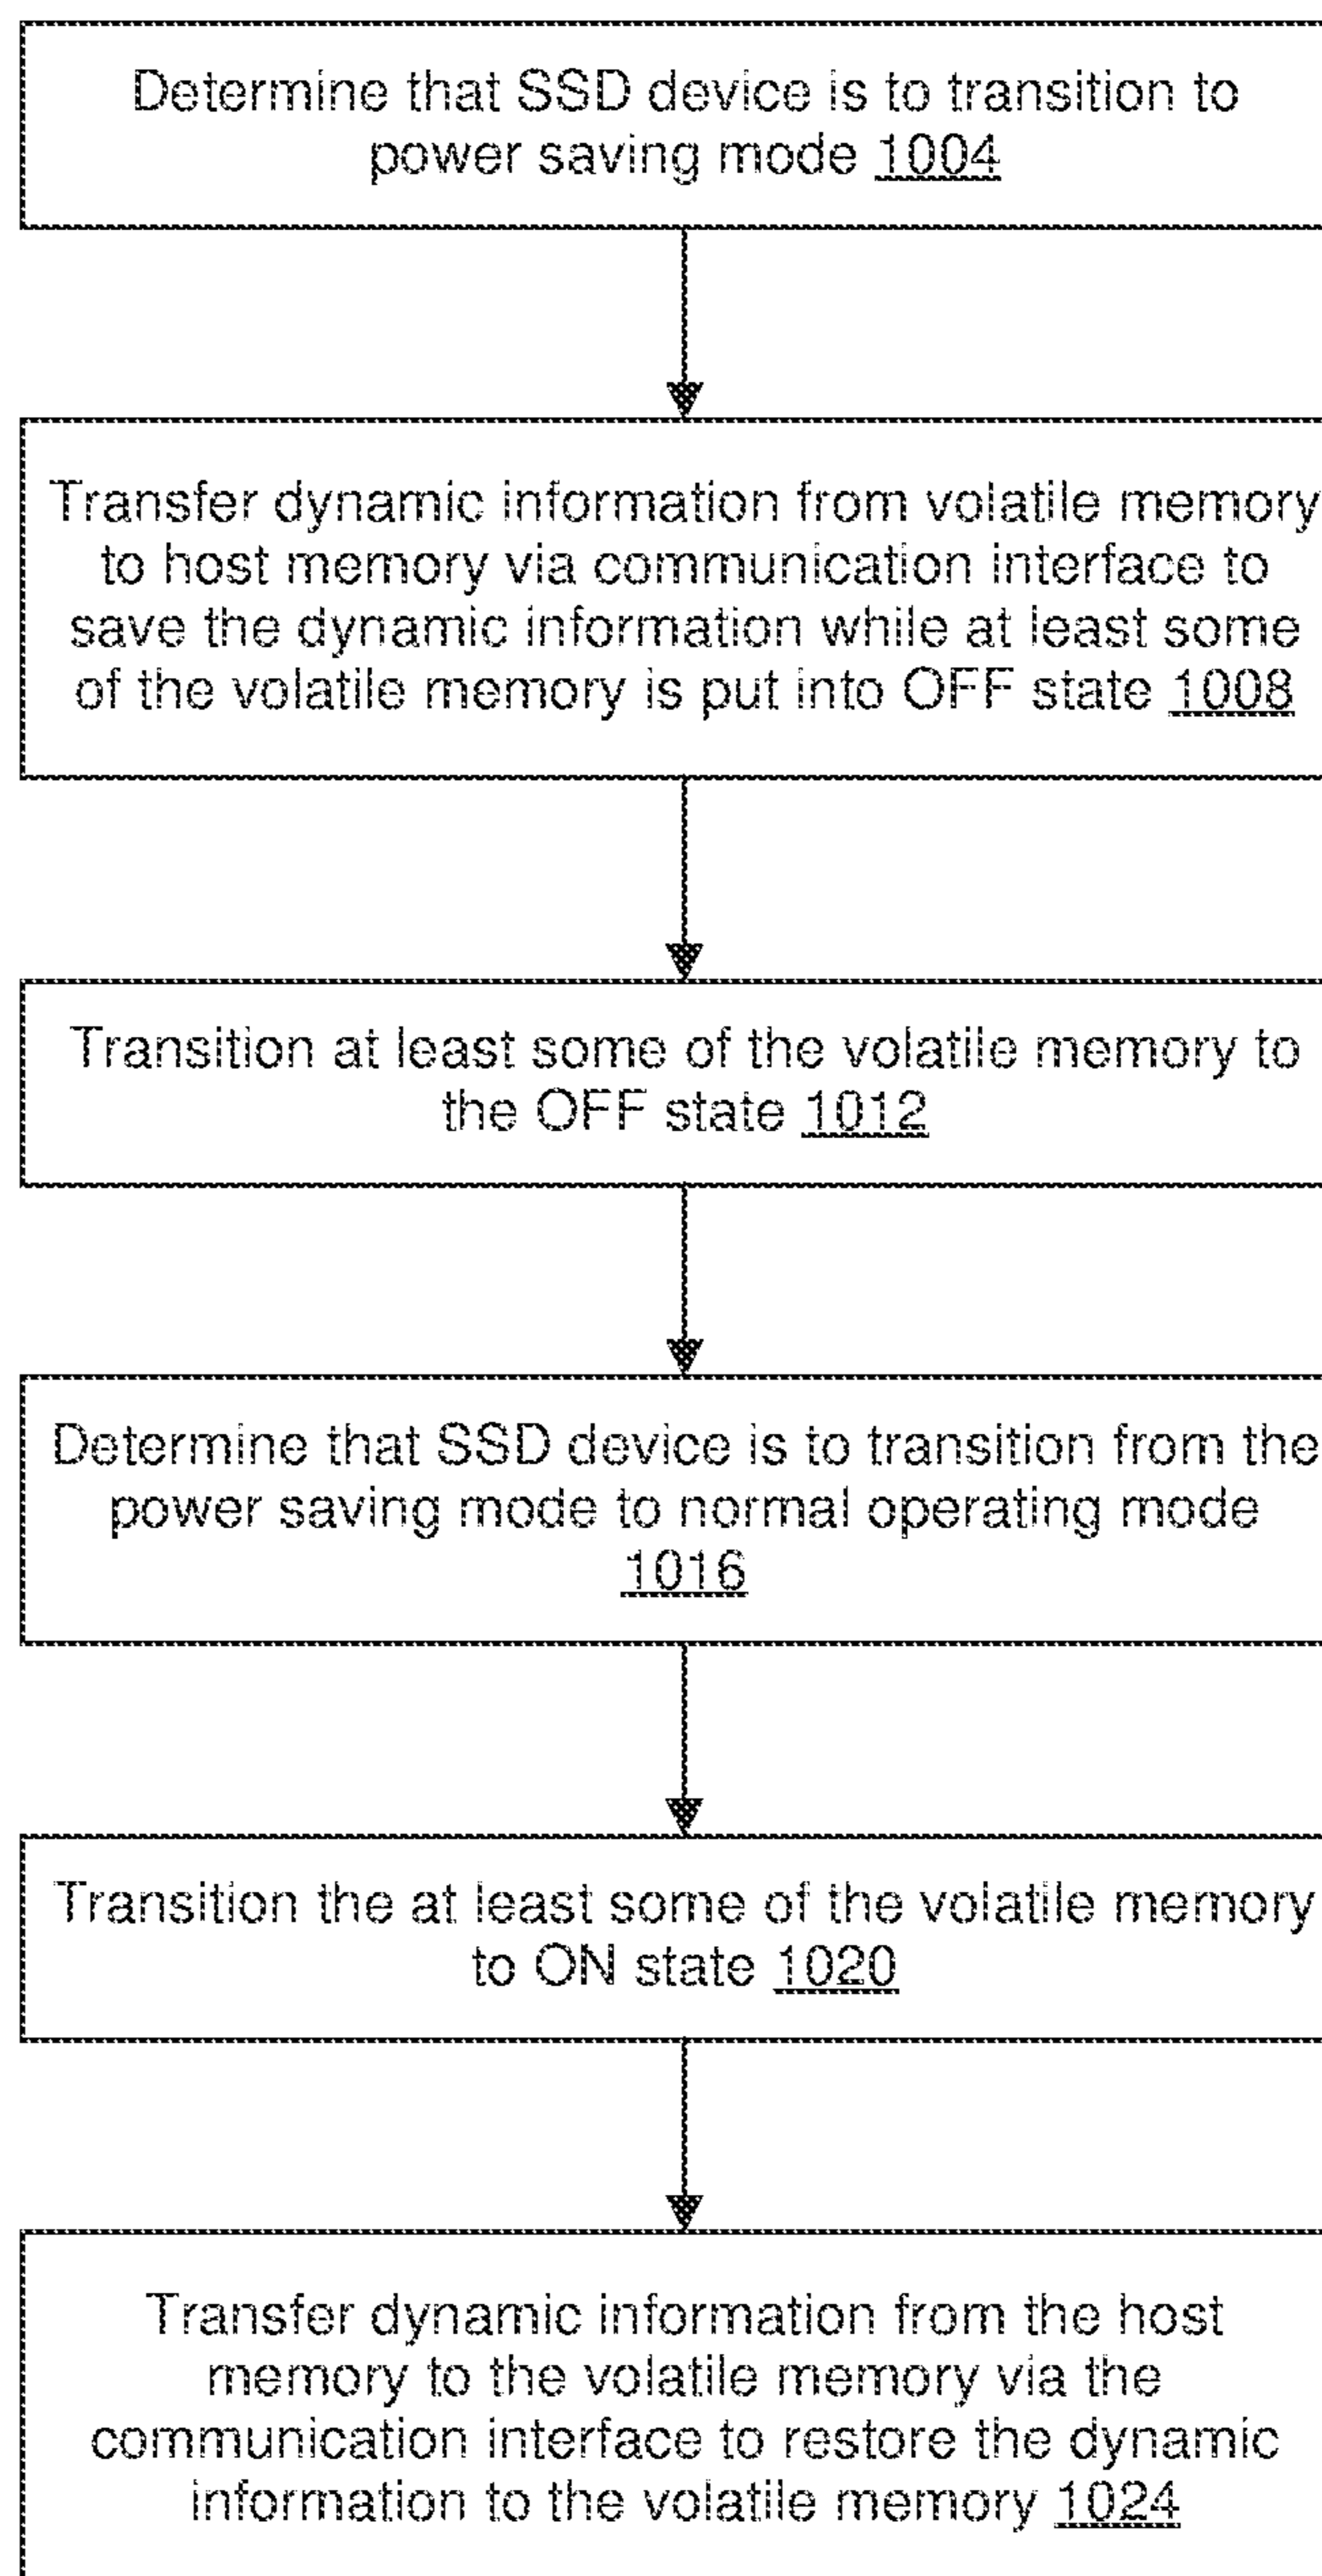 Determine that SSD device is to transition to
power saving mode 1004
Transfer dynamic information from volatile memory
to host memory via communication interface to
save the dynamic information while at least some
of the volatile memory is put into OFF state 1008
Transition at least some of the volatile memory to
the OFF state 1012
Determine that SSD device is to transition from the
power saving mode to normal operating mode
1016
Transition the at least some of the volatile memory
to ON state 1020
Transfer dynamic information from the host
memory to the volatile memory via the
communication interface to restore the dynamic
information to the volatile memory 1024